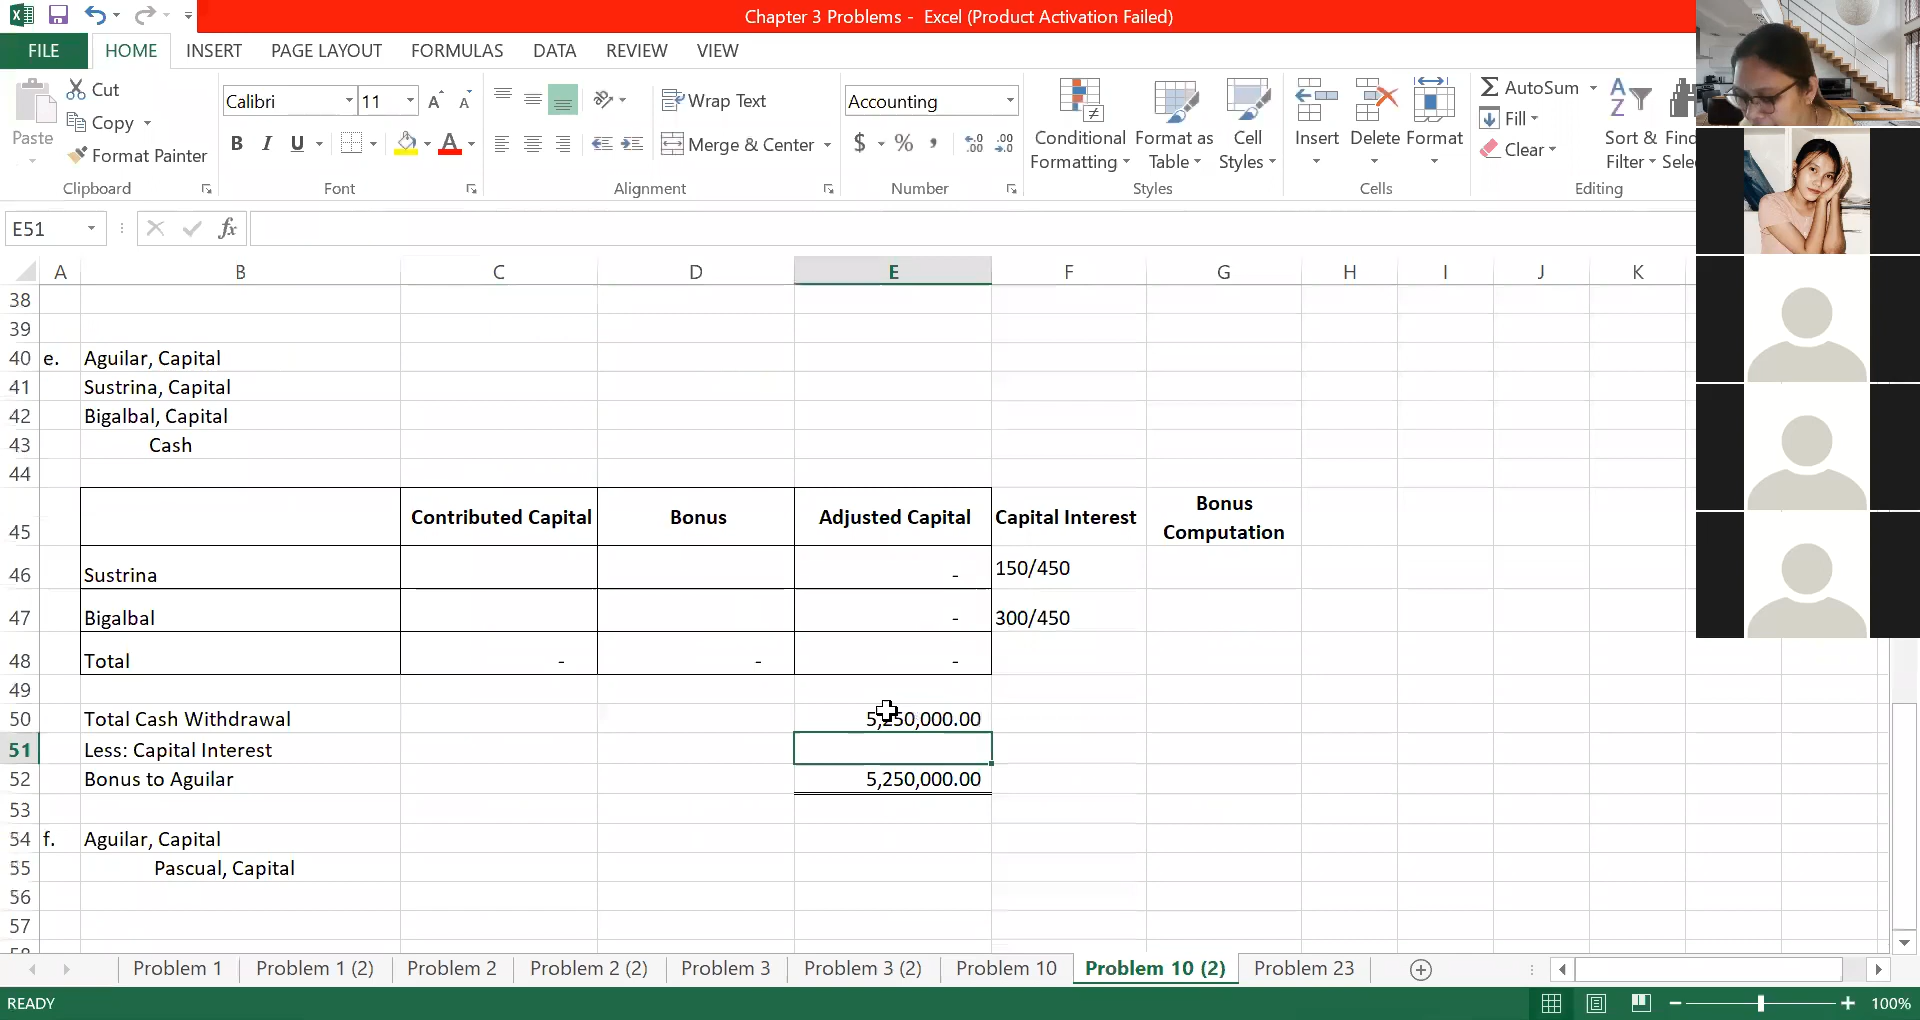 Chapter 3 Problems - Excel (Product Activation Failed)
FILE HOME INSERT PAGE LAYOUT FORMULAS DATA REVIEW VIEW
Cut
Copy
Format Painter
Paste
Clipboard
Calibri 11
B I U
Font
Wrap Text
Merge & Center
Alignment
Accounting
$ % , .00
Number
Conditional Formatting
Format as Table
Cell Styles
Styles
Insert Delete Format
Cells
AutoSum
Fill
Clear
Sort & Filter
Editing
E51 fx
A B C D E F G H I J K
38
39
40 e. Aguilar, Capital
41 Sustrina, Capital
42 Bigalbal, Capital
43 Cash
44
45 Contributed Capital Bonus Adjusted Capital Capital Interest Bonus Computation
46 Sustrina - 150/450
47 Bigalbal - 300/450
48 Total - - -
49
50 Total Cash Withdrawal 5,250,000.00
51 Less: Capital Interest
52 Bonus to Aguilar 5,250,000.00
53
54 f. Aguilar, Capital
55 Pascual, Capital
56
57
Problem 1 Problem 1 (2) Problem 2 Problem 2 (2) Problem 3 Problem 3 (2) Problem 10 Problem 10 (2) Problem 23
READY 100%